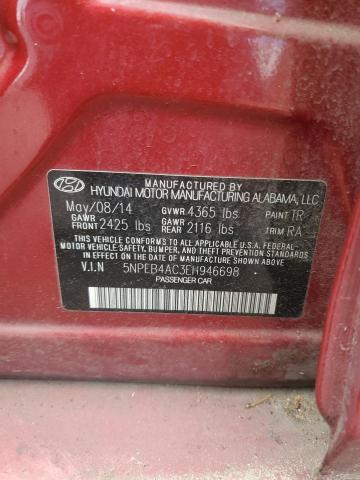 MANUFACTURED BY
HYUNDAI MOTOR MANUFACTURING ALABAMA, LLC
May/08/14 GVWR 4365 lbs. PAINT TR
GAWR FRONT 2425 lbs GAWR REAR 2116 lbs TRIM RA
THIS VEHICLE CONFORMS TO ALL APPLICABLE U.S.A. FEDERAL
MOTOR VEHICLE SAFETY, BUMPER, AND THEFT PREVENTION
STANDARDS IN EFFECT ON THE DATE OF MANUFACTURE SHOWN
ABOVE.
V.I.N 5NPEB4AC3EH946698
PASSENGER CAR